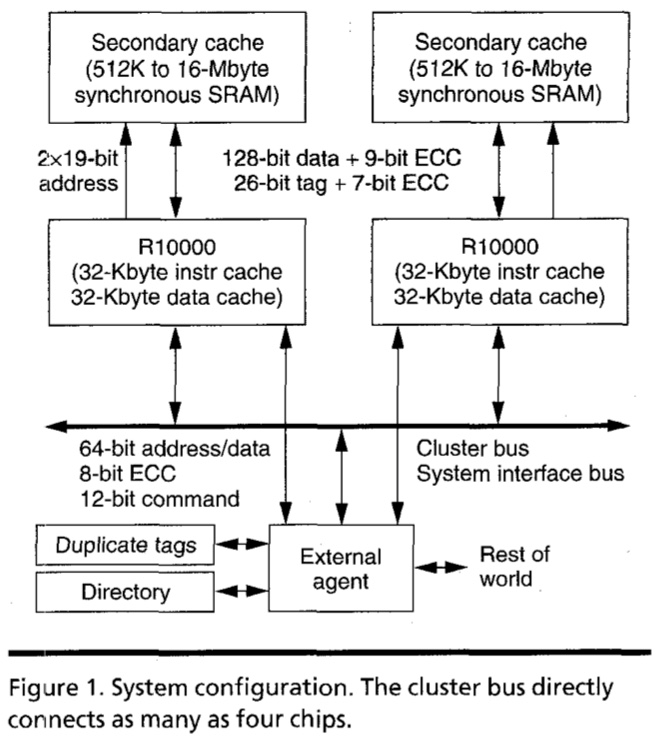 Secondary cache
(512K to 16-Mbyte
synchronous SRAM)
Secondary cache
(512K to 16-Mbyte
synchronous SRAM)
2×19-bit
address
128-bit data + 9-bit ECC
26-bit tag + 7-bit ECC
R10000
(32-Kbyte instr cache
32-Kbyte data cache)
R10000
(32-Kbyte instr cache
32-Kbyte data cache)
64-bit address/data
8-bit ECC
12-bit command
Cluster bus
System interface bus
Duplicate tags
Directory
External
agent
Rest of
world
Figure 1. System configuration. The cluster bus directly
connects as many as four chips.